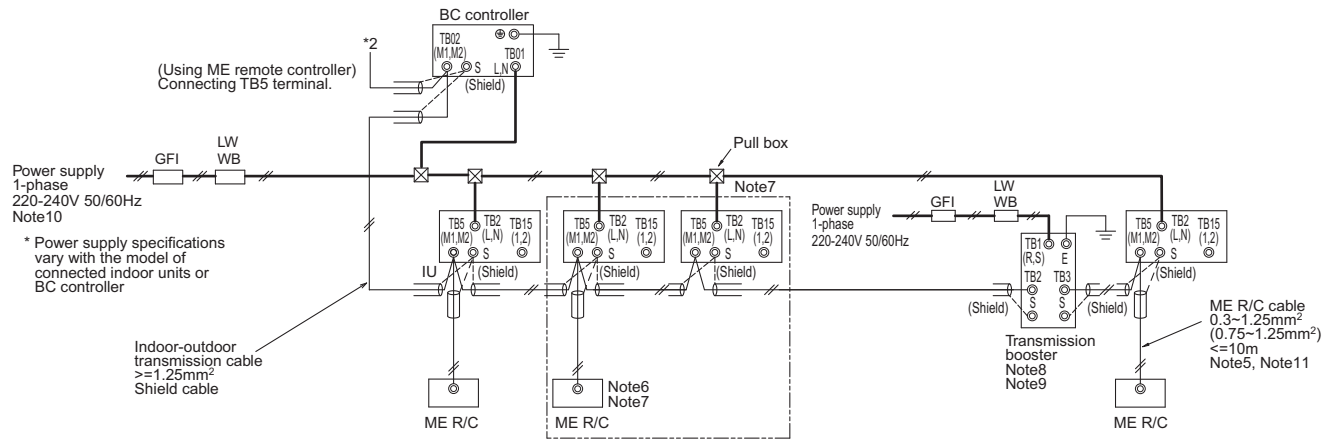 BC controller
TB02
(M1,M2)
S
TB01
L,N
(Shield)
*2
(Using ME remote controller)
Connecting TB5 terminal.
Power supply
1-phase
220-240V 50/60Hz
Note10
GFI
LW
WB
* Power supply specifications
vary with the model of
connected indoor units or
BC controller
Pull box
Note7
IU
TB5
(M1,M2)
TB2
(L,N)
TB15
(1,2)
S
(Shield)
TB5
(M1,M2)
TB2
(L,N)
TB15
(1,2)
S
(Shield)
TB5
(M1,M2)
TB2
(L,N)
TB15
(1,2)
S
(Shield)
Power supply
1-phase
220-240V 50/60Hz
GFI
LW
WB
TB1
(R,S)
E
TB2
TB3
S
S
(Shield)
(Shield)
Transmission
booster
Note8
Note9
TB5
(M1,M2)
TB2
(L,N)
TB15
(1,2)
S
(Shield)
ME R/C cable
0.3~1.25mm²
(0.75~1.25mm²)
<=10m
Note5, Note11
Indoor-outdoor
transmission cable
>=1.25mm²
Shield cable
ME R/C
Note6
Note7
ME R/C
ME R/C